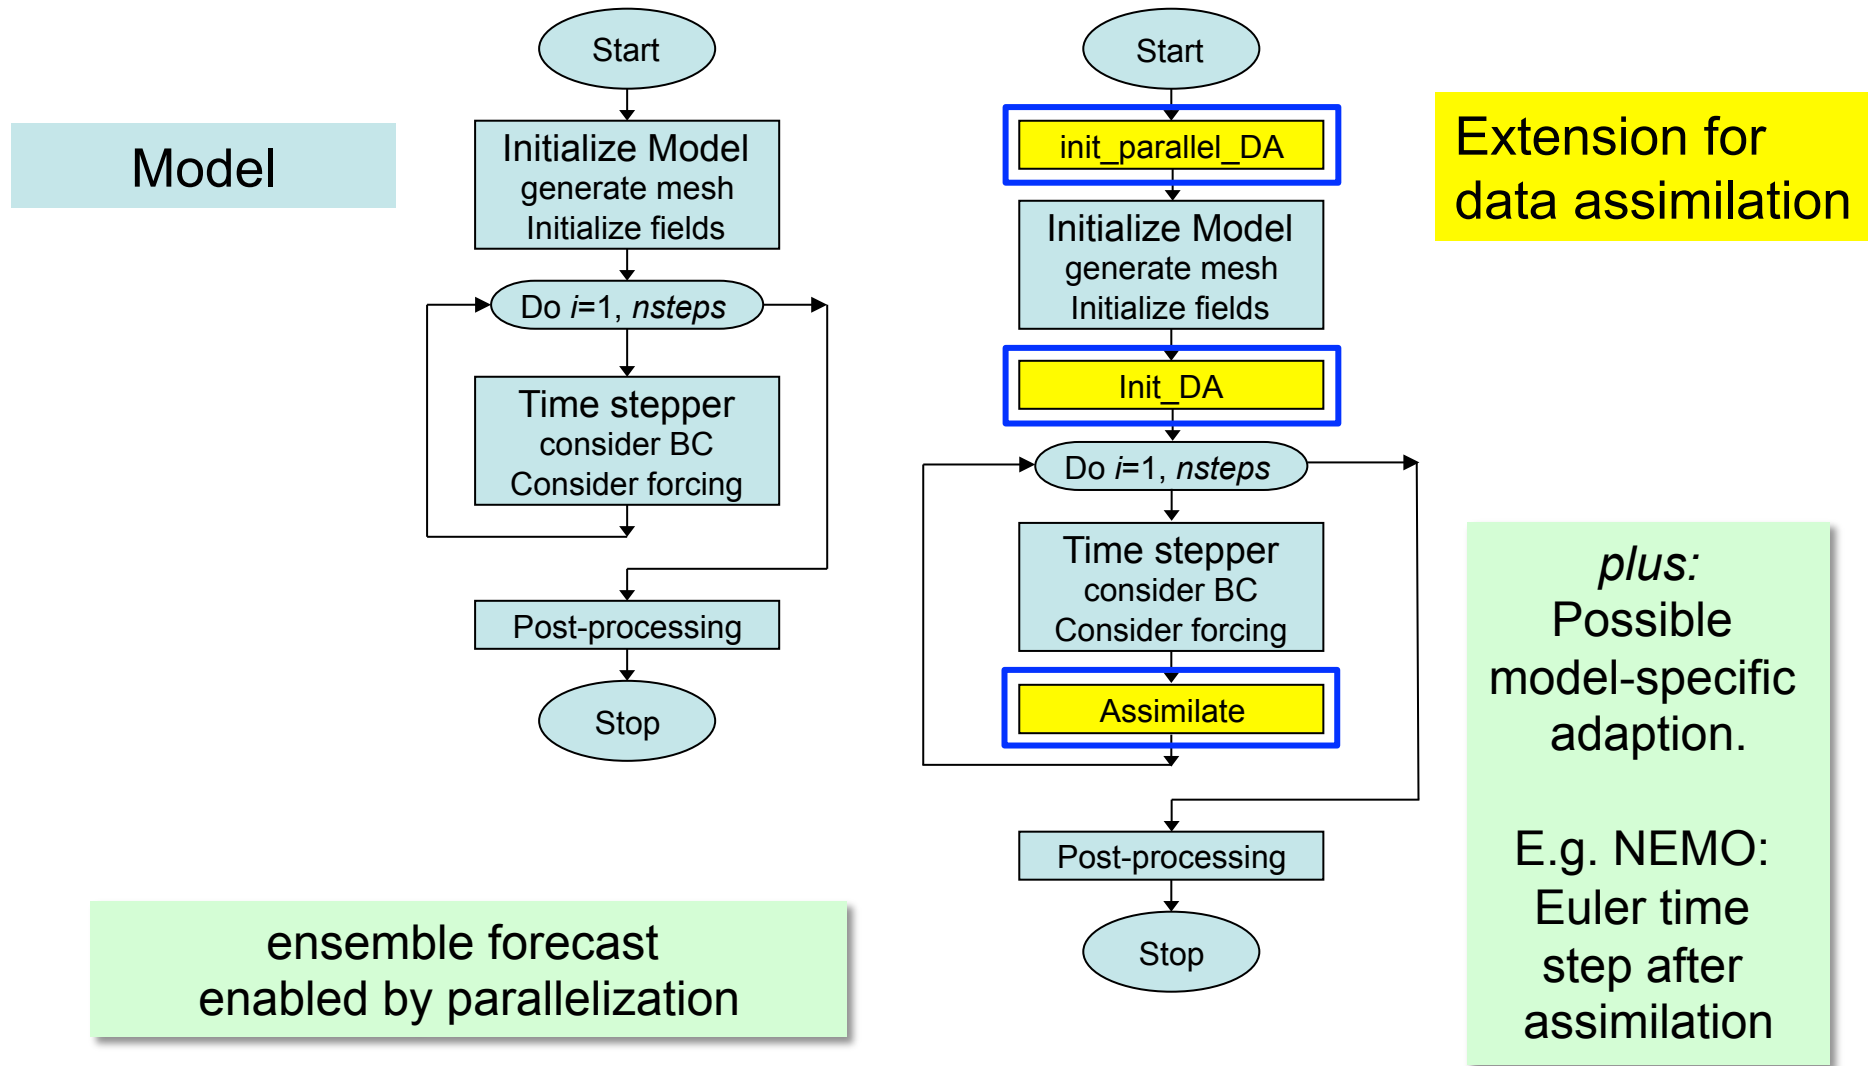 Model
Start
Initialize Model
generate mesh
Initialize fields
Do i=1, nsteps
Time stepper
consider BC
Consider forcing
Post-processing
Stop
ensemble forecast
enabled by parallelization
Start
init_parallel_DA
Initialize Model
generate mesh
Initialize fields
Init_DA
Do i=1, nsteps
Time stepper
consider BC
Consider forcing
Assimilate
Post-processing
Stop
Extension for
data assimilation
plus:
Possible
model-specific
adaption.
E.g. NEMO:
Euler time
step after
assimilation